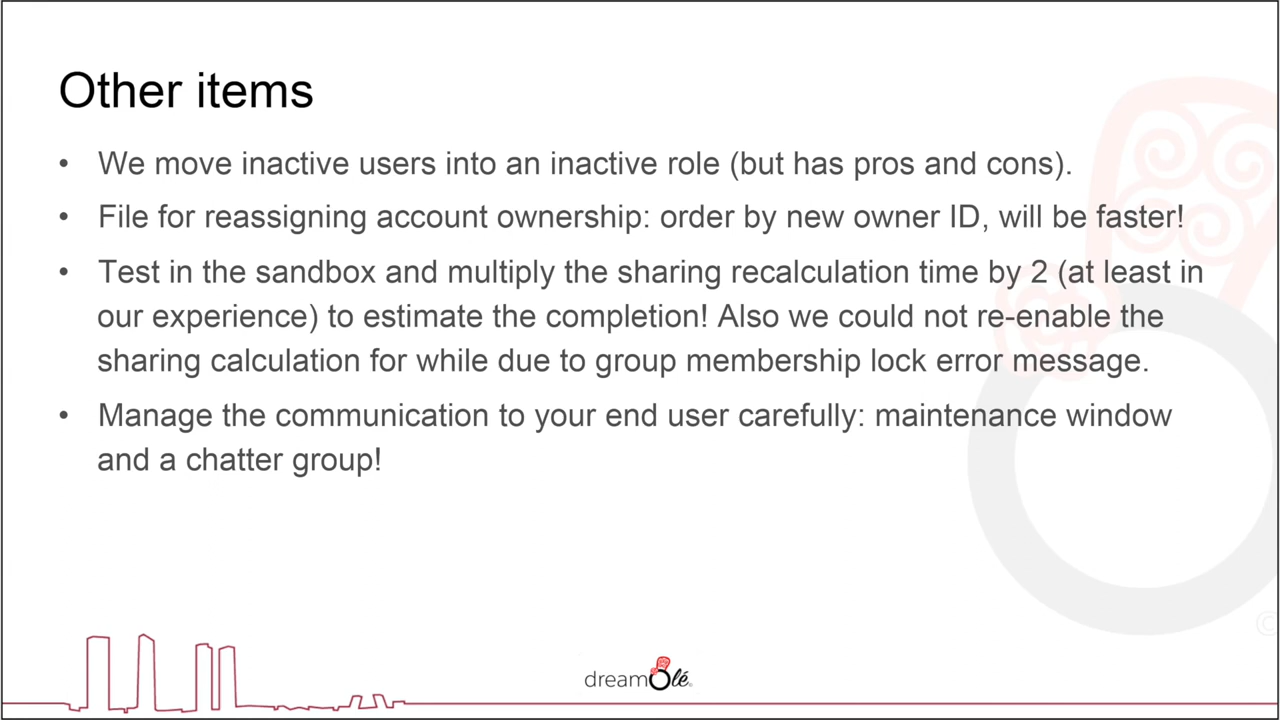 Other items
• We move inactive users into an inactive role (but has pros and cons).
• File for reassigning account ownership: order by new owner ID, will be faster!
• Test in the sandbox and multiply the sharing recalculation time by 2 (at least in
our experience) to estimate the completion! Also we could not re-enable the
sharing calculation for while due to group membership lock error message.
• Manage the communication to your end user carefully: maintenance window
and a chatter group!
©
dreamOlé